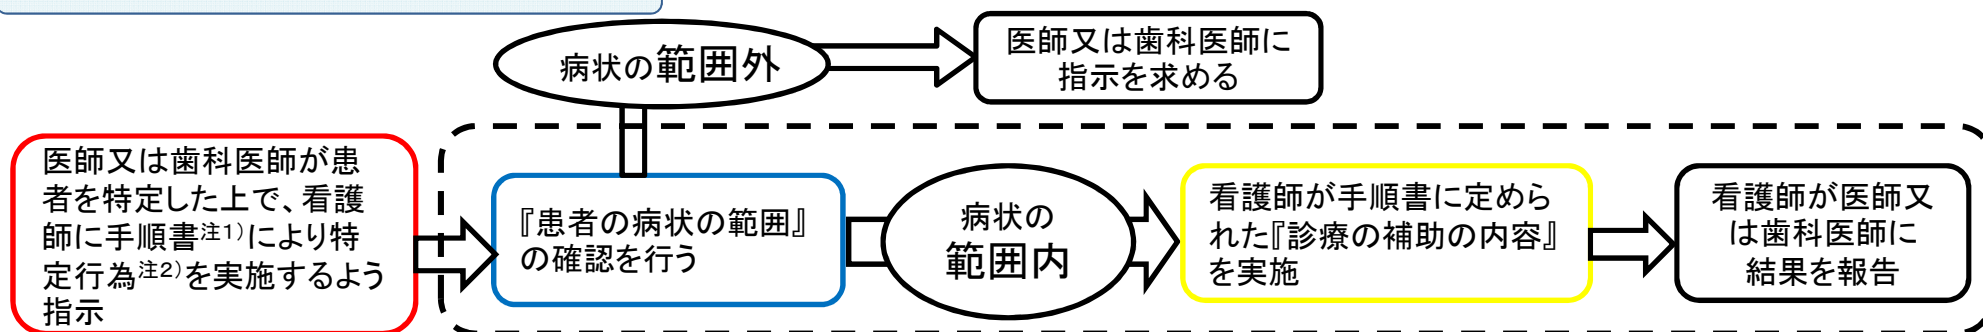 病状の範囲外
医師又は歯科医師に
指示を求める
医師又は歯科医師が患
者を特定した上で、看護
師に手順書注1)により特
定行為注2)を実施するよう
指示
『患者の病状の範囲』
の確認を行う
病状の
範囲内
看護師が手順書に定めら
れた『診療の補助の内容』
を実施
看護師が医師又
は歯科医師に
結果を報告